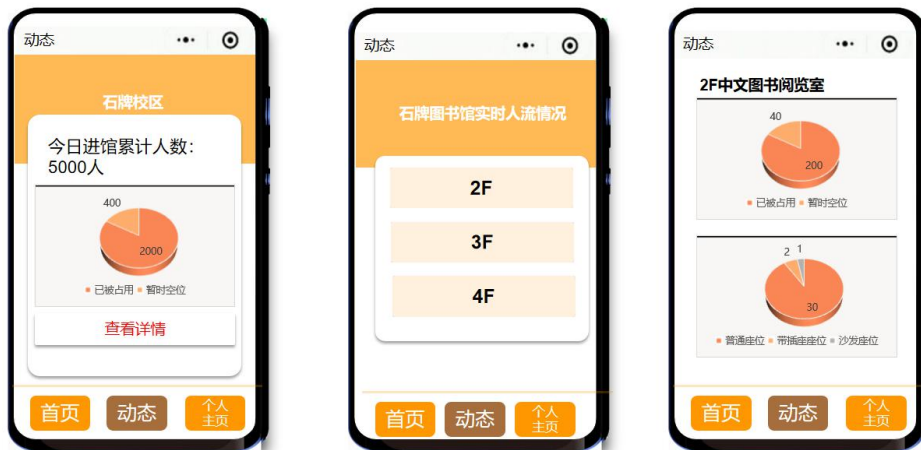 动态
石牌校区
今日进馆累计人数：
5000人
400
2000
已被占用 暂时空位
查看详情
首页 动态 个人
主页
动态
石牌图书馆实时人流情况
2F
3F
4F
首页 动态 个人
主页
动态
2F中文图书阅览室
40
200
已被占用 暂时空位
2 1
30
普通座位 带插座座位 沙发座位
首页 动态 个人
主页